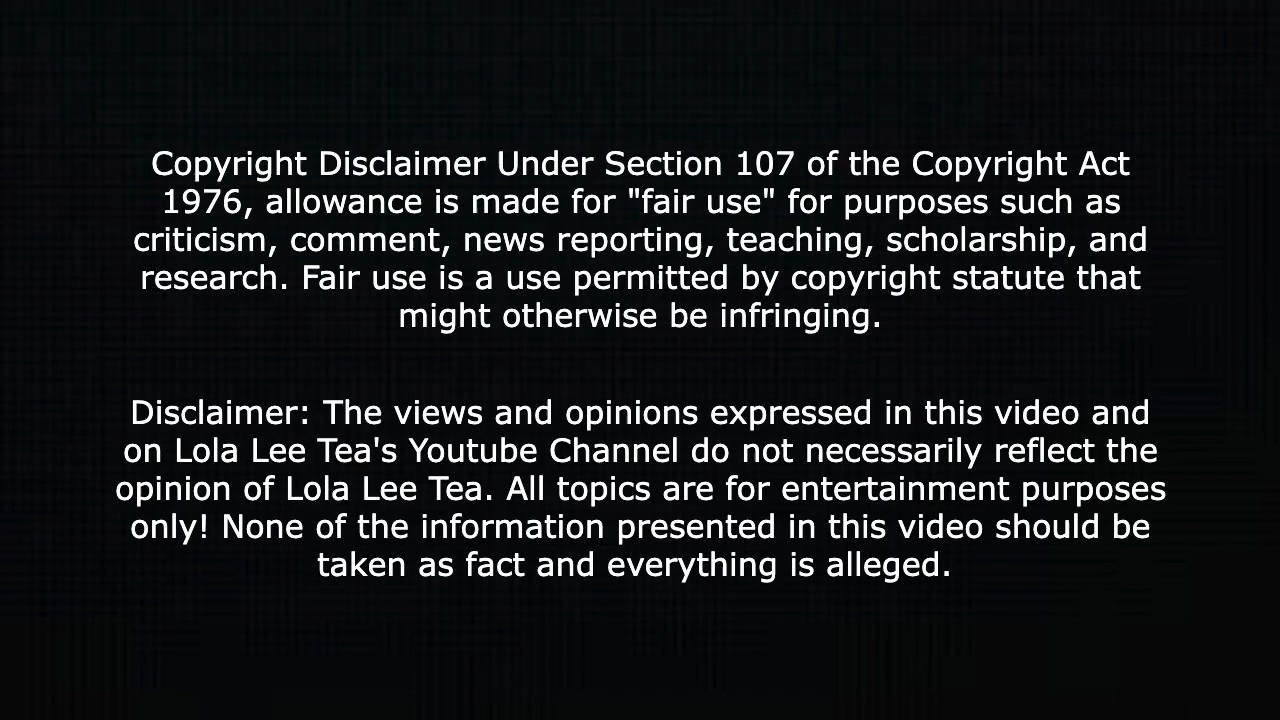 Copyright Disclaimer Under Section 107 of the Copyright Act
1976, allowance is made for "fair use" for purposes such as
criticism, comment, news reporting, teaching, scholarship, and
research. Fair use is a use permitted by copyright statute that
might otherwise be infringing.
Disclaimer: The views and opinions expressed in this video and
on Lola Lee Tea's Youtube Channel do not necessarily reflect the
opinion of Lola Lee Tea. All topics are for entertainment purposes
only! None of the information presented in this video should be
taken as fact and everything is alleged.